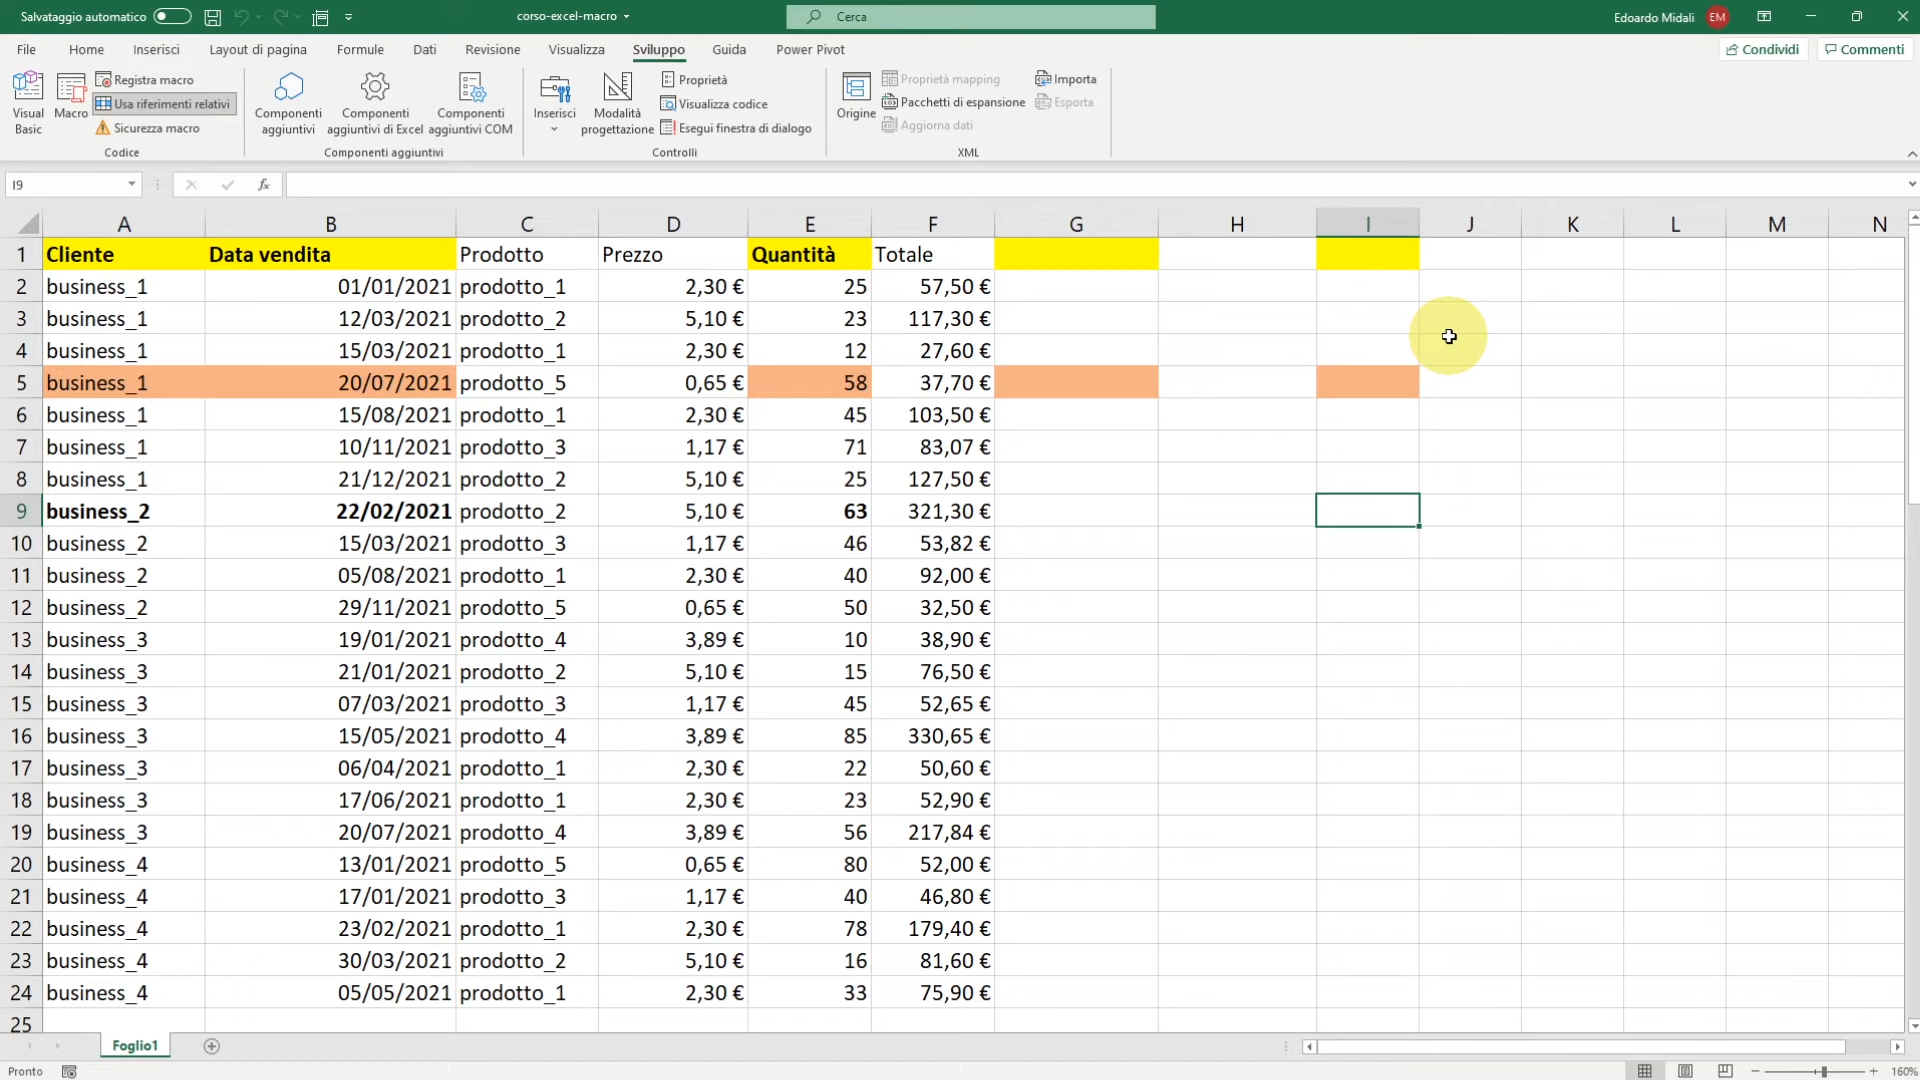 Salvataggio automatico
corso-excel-macro
Cerca
Edoardo Midali EM
File Home Inserisci Layout di pagina Formule Dati Revisione Visualizza Sviluppo Guida Power Pivot
Condividi Commenti
Visual Basic
Macro
Registra macro
Usa riferimenti relativi
Sicurezza macro
Codice
Componenti aggiuntivi
Componenti aggiuntivi di Excel
Componenti aggiuntivi COM
Componenti aggiuntivi
Inserisci
Modalità progettazione
Proprietà
Visualizza codice
Esegui finestra di dialogo
Controlli
Origine
Proprietà mapping
Pacchetti di espansione
Aggiorna dati
Importa
Esporta
XML
I9 fx
A B C D E F G H I J K L M N
1 Cliente Data vendita Prodotto Prezzo Quantità Totale
2 business_1 01/01/2021 prodotto_1 2,30 € 25 57,50 €
3 business_1 12/03/2021 prodotto_2 5,10 € 23 117,30 €
4 business_1 15/03/2021 prodotto_1 2,30 € 12 27,60 €
5 business_1 20/07/2021 prodotto_5 0,65 € 58 37,70 €
6 business_1 15/08/2021 prodotto_1 2,30 € 45 103,50 €
7 business_1 10/11/2021 prodotto_3 1,17 € 71 83,07 €
8 business_1 21/12/2021 prodotto_2 5,10 € 25 127,50 €
9 business_2 22/02/2021 prodotto_2 5,10 € 63 321,30 €
10 business_2 15/03/2021 prodotto_3 1,17 € 46 53,82 €
11 business_2 05/08/2021 prodotto_1 2,30 € 40 92,00 €
12 business_2 29/11/2021 prodotto_5 0,65 € 50 32,50 €
13 business_3 19/01/2021 prodotto_4 3,89 € 10 38,90 €
14 business_3 21/01/2021 prodotto_2 5,10 € 15 76,50 €
15 business_3 07/03/2021 prodotto_3 1,17 € 45 52,65 €
16 business_3 15/05/2021 prodotto_4 3,89 € 85 330,65 €
17 business_3 06/04/2021 prodotto_1 2,30 € 22 50,60 €
18 business_3 17/06/2021 prodotto_1 2,30 € 23 52,90 €
19 business_3 20/07/2021 prodotto_4 3,89 € 56 217,84 €
20 business_4 13/01/2021 prodotto_5 0,65 € 80 52,00 €
21 business_4 17/01/2021 prodotto_3 1,17 € 40 46,80 €
22 business_4 23/02/2021 prodotto_1 2,30 € 78 179,40 €
23 business_4 30/03/2021 prodotto_2 5,10 € 16 81,60 €
24 business_4 05/05/2021 prodotto_1 2,30 € 33 75,90 €
25
Foglio1
Pronto
160%